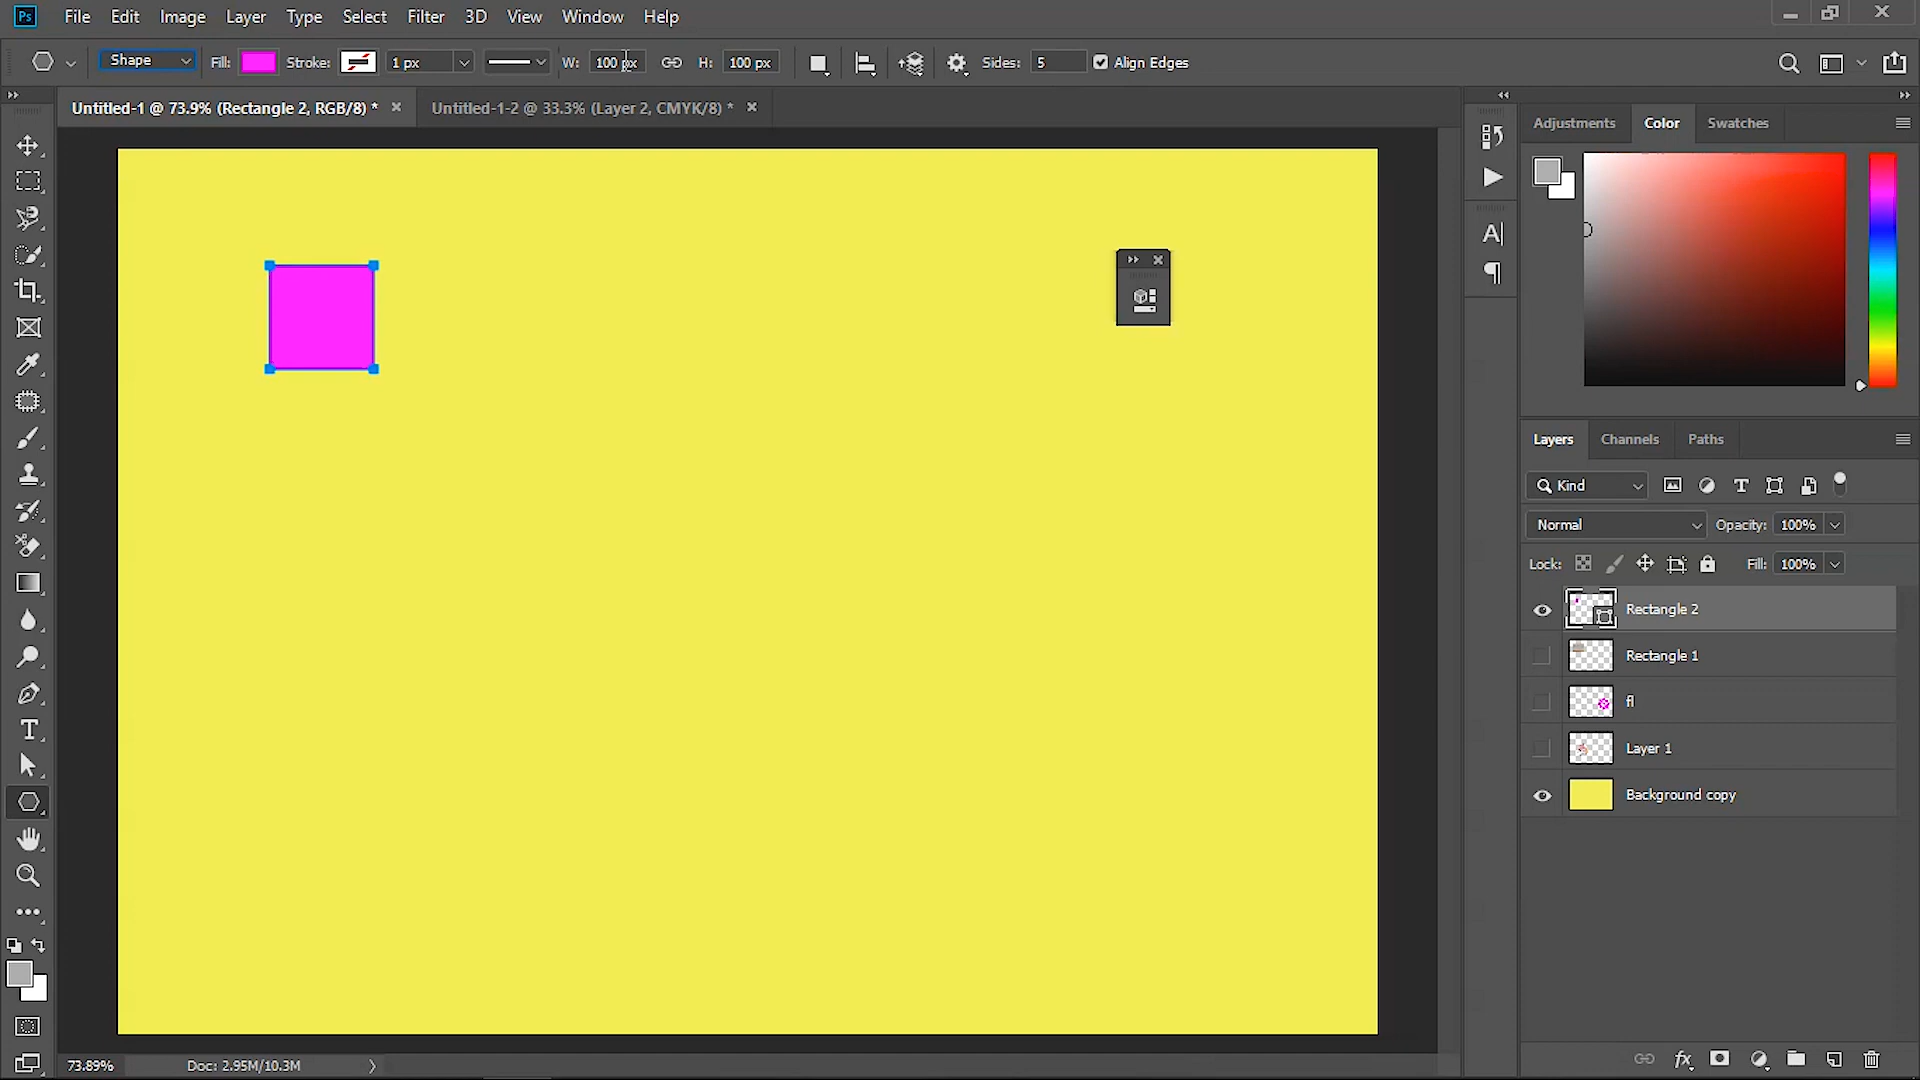 Ps File Edit Image Layer Type Select Filter 3D View Window Help
Shape Fill: Stroke: 1 px W: 100 px H: 100 px Sides: 5 Align Edges
Untitled-1 @ 73.9% (Rectangle 2, RGB/8) * Untitled-1-2 @ 33.3% (Layer 2, CMYK/8) *
Adjustments Color Swatches
Layers Channels Paths
Kind
Normal Opacity: 100%
Lock: Fill: 100%
Rectangle 2
Rectangle 1
fl
Layer 1
Background copy
73.89% Doc: 2.95M/10.3M